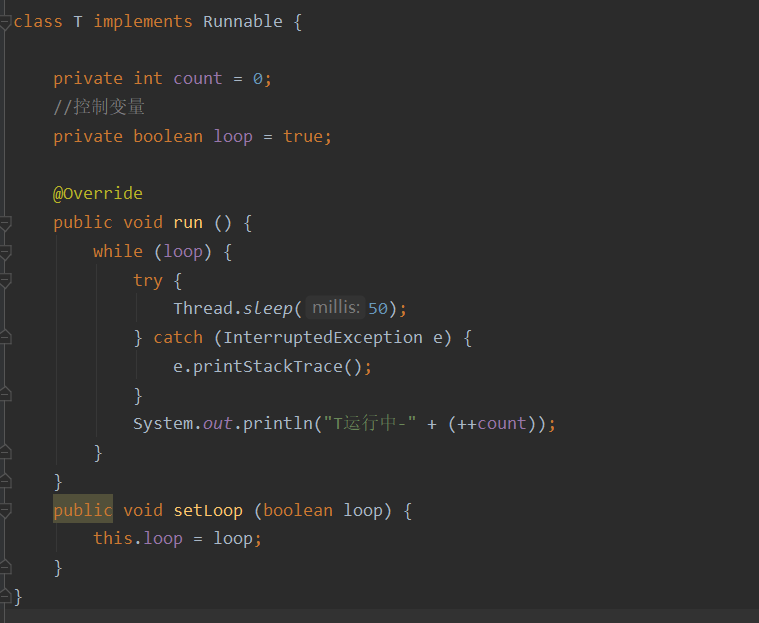 class T implements Runnable {
private int count = 0;
//控制变量
private boolean loop = true;
@Override
public void run () {
while (loop) {
try {
Thread.sleep( millis: 50);
} catch (InterruptedException e) {
e.printStackTrace();
}
System.out.println("T运行中-" + (++count));
}
}
public void setLoop (boolean loop) {
this.loop = loop;
}
}